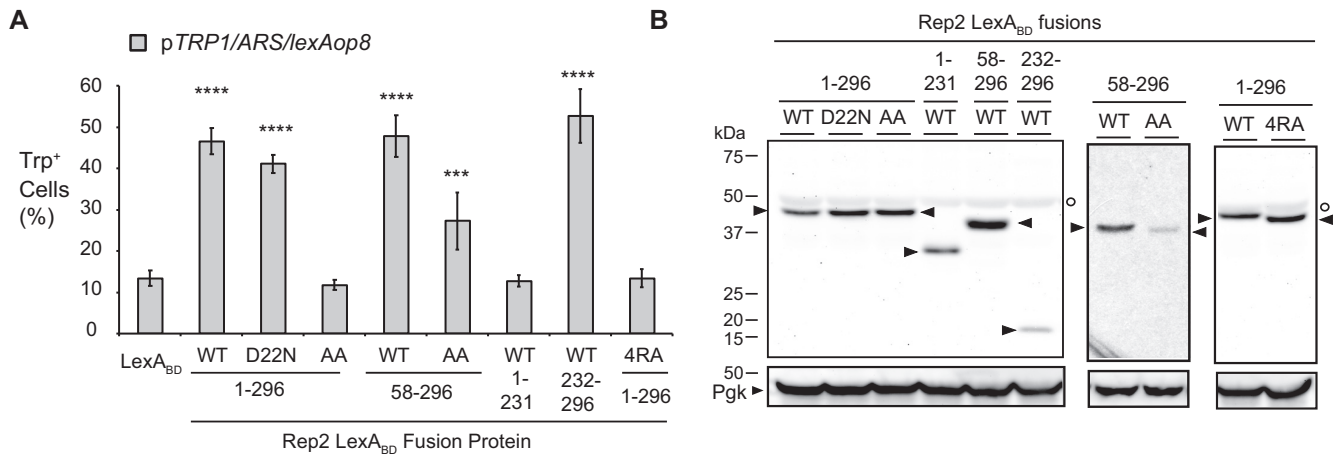 A
pTRP1/ARS/lexAop8
Trp+
Cells
(%)
60
50
40
30
20
10
0
**** **** **** *** ****
LexABD WT D22N AA WT AA WT WT 4RA
1-296 58-296 1-231 232-296 1-296
Rep2 LexABD Fusion Protein
B
Rep2 LexABD fusions
1-296 1-231 58-296 232-296 58-296 1-296
WT D22N AA WT WT WT WT AA WT 4RA
kDa
75
50
37
25
20
15
50
Pgk